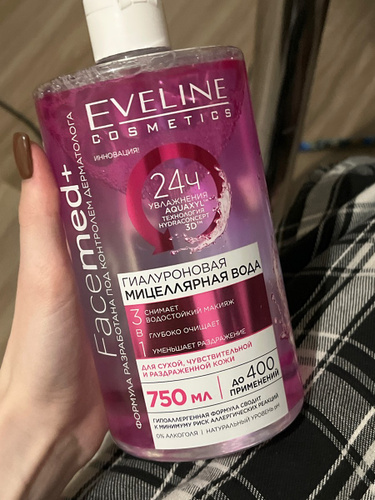 EVELINE
COSMETICS
ИННОВАЦИЯ!
Facemed+
ФОРМУЛА РАЗРАБОТАНА ПОД КОНТРОЛЕМ ДЕРМАТОЛОГА
24ч
УВЛАЖНЕНИЯ
AQUAXYL™
ТЕХНОЛОГИЯ
HYDRACONCEPT
3D™
ГИАЛУРОНОВАЯ
МИЦЕЛЛЯРНАЯ ВОДА
3 в 1
СНИМАЕТ
ВОДОСТОЙКИЙ МАКИЯЖ
ГЛУБОКО ОЧИЩАЕТ
УМЕНЬШАЕТ РАЗДРАЖЕНИЕ
ДЛЯ СУХОЙ, ЧУВСТВИТЕЛЬНОЙ
И РАЗДРАЖЕННОЙ КОЖИ
750 МЛ
ДО 400
ПРИМЕНЕНИЙ
ГИПОАЛЛЕРГЕННАЯ ФОРМУЛА СВОДИТ
К МИНИМУМУ РИСК АЛЛЕРГИЧЕСКИХ РЕАКЦИЙ
0% АЛКОГОЛЯ | НАТУРАЛЬНЫЙ УРОВЕНЬ pH